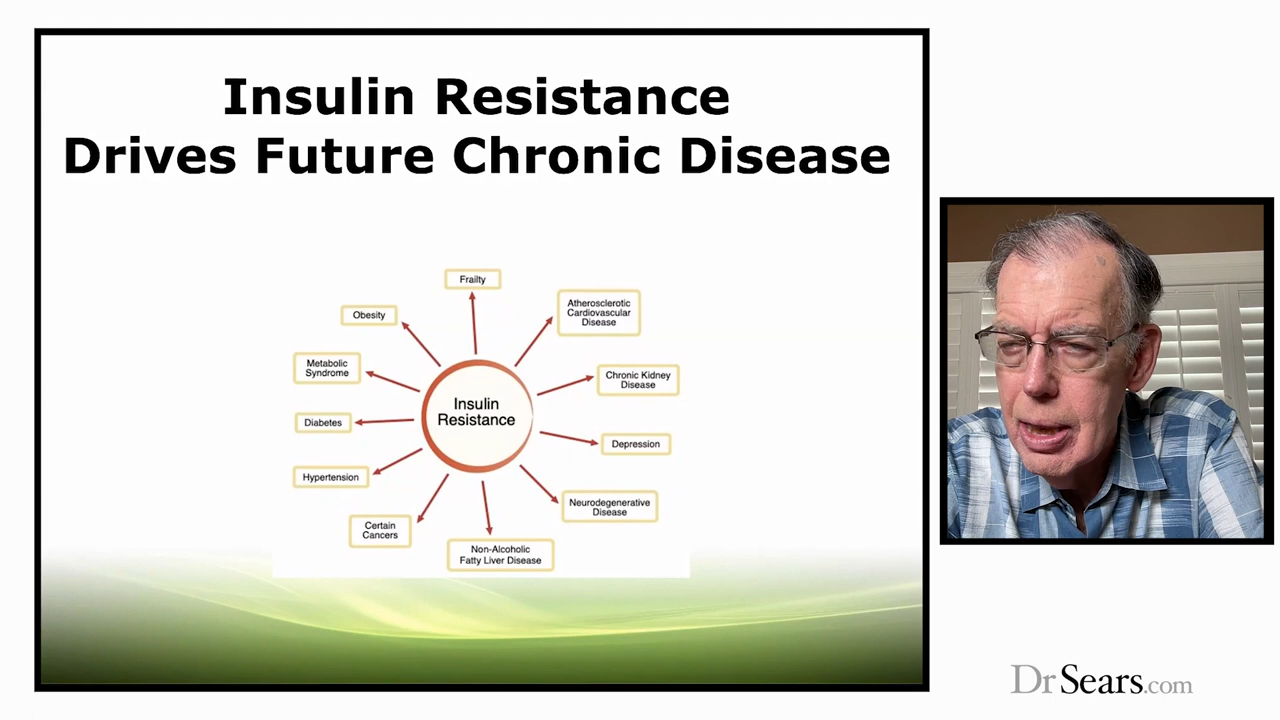 Insulin Resistance
Drives Future Chronic Disease
Frailty
Atherosclerotic
Cardiovascular
Disease
Obesity
Metabolic
Syndrome
Chronic Kidney
Disease
Insulin
Resistance
Diabetes
Depression
Hypertension
Neurodegenerative
Disease
Certain
Cancers
Non-Alcoholic
Fatty Liver Disease
DrSears.com